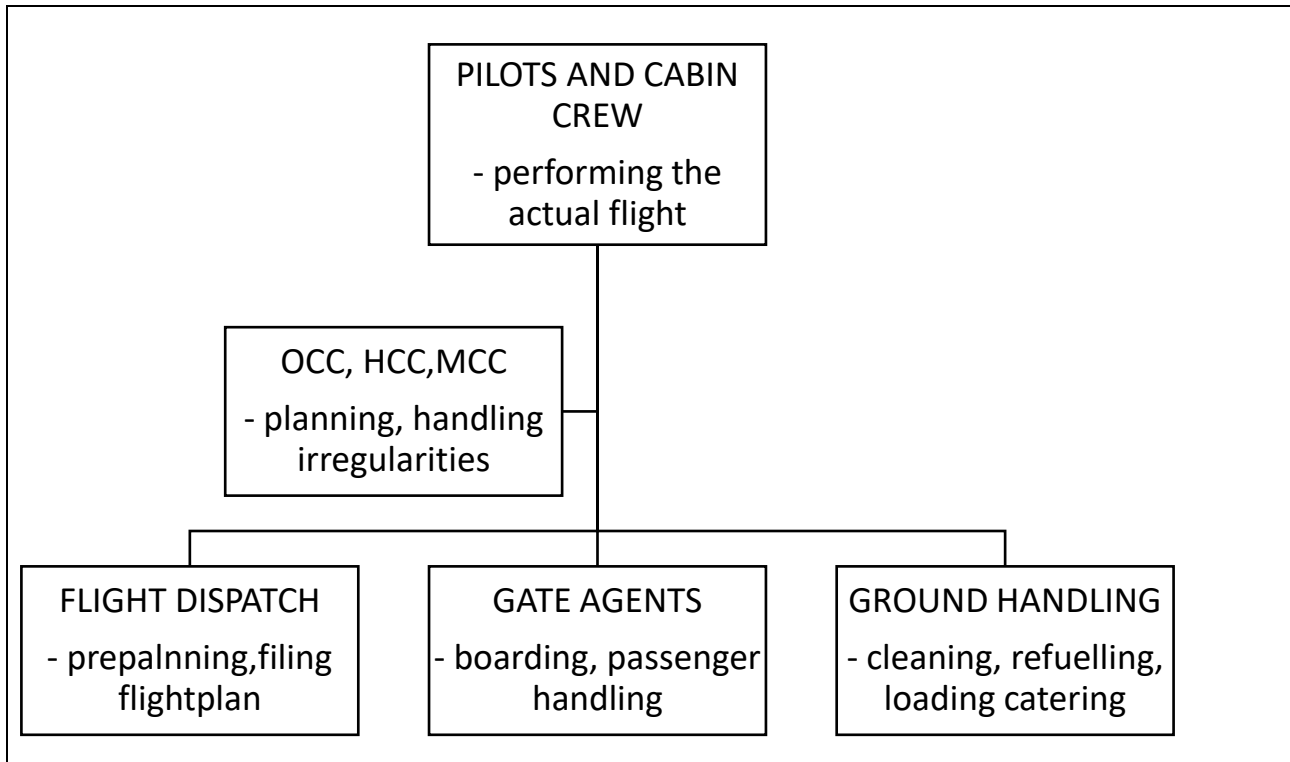 PILOTS AND CABIN
CREW
- performing the
actual flight
OCC, HCC,MCC
- planning, handling
irregularities
FLIGHT DISPATCH
- prepalnning,filing
flightplan
GATE AGENTS
- boarding, passenger
handling
GROUND HANDLING
- cleaning, refuelling,
loading catering